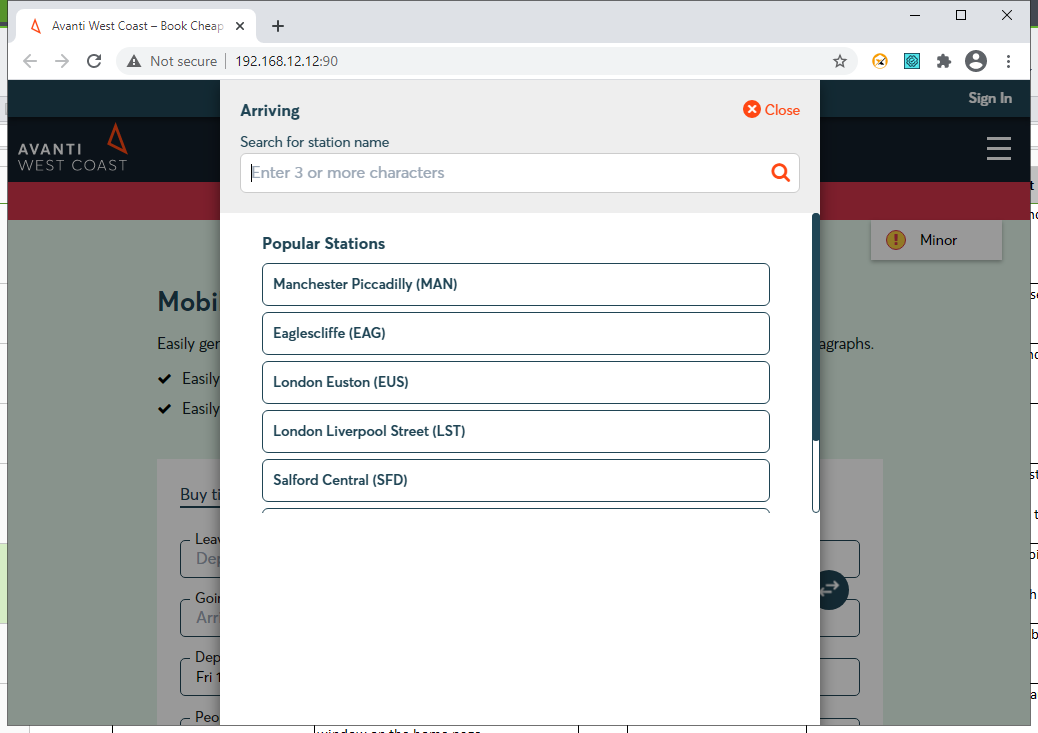 Avanti West Coast – Book Cheap
Not secure
192.168.12.12:90
Sign In
AVANTI
WEST COAST
Arriving
Close
Search for station name
Enter 3 or more characters
Minor
Popular Stations
Manchester Piccadilly (MAN)
Eaglescliffe (EAG)
London Euston (EUS)
London Liverpool Street (LST)
Salford Central (SFD)
Mobi
Easily ger
agraphs.
Easily
Easily
Buy ti
Leav
Dep
Goin
Arr
Dep
Fri 1
Peo
window on the home page